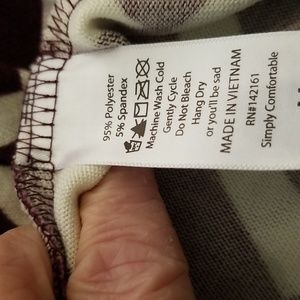 95% Polyester
5% Spandex
Machine Wash Cold
Gently Cycle
Do Not Bleach
Hang Dry
or you'll be sad
MADE IN VIETNAM
RN#142161
Simply Comfortable